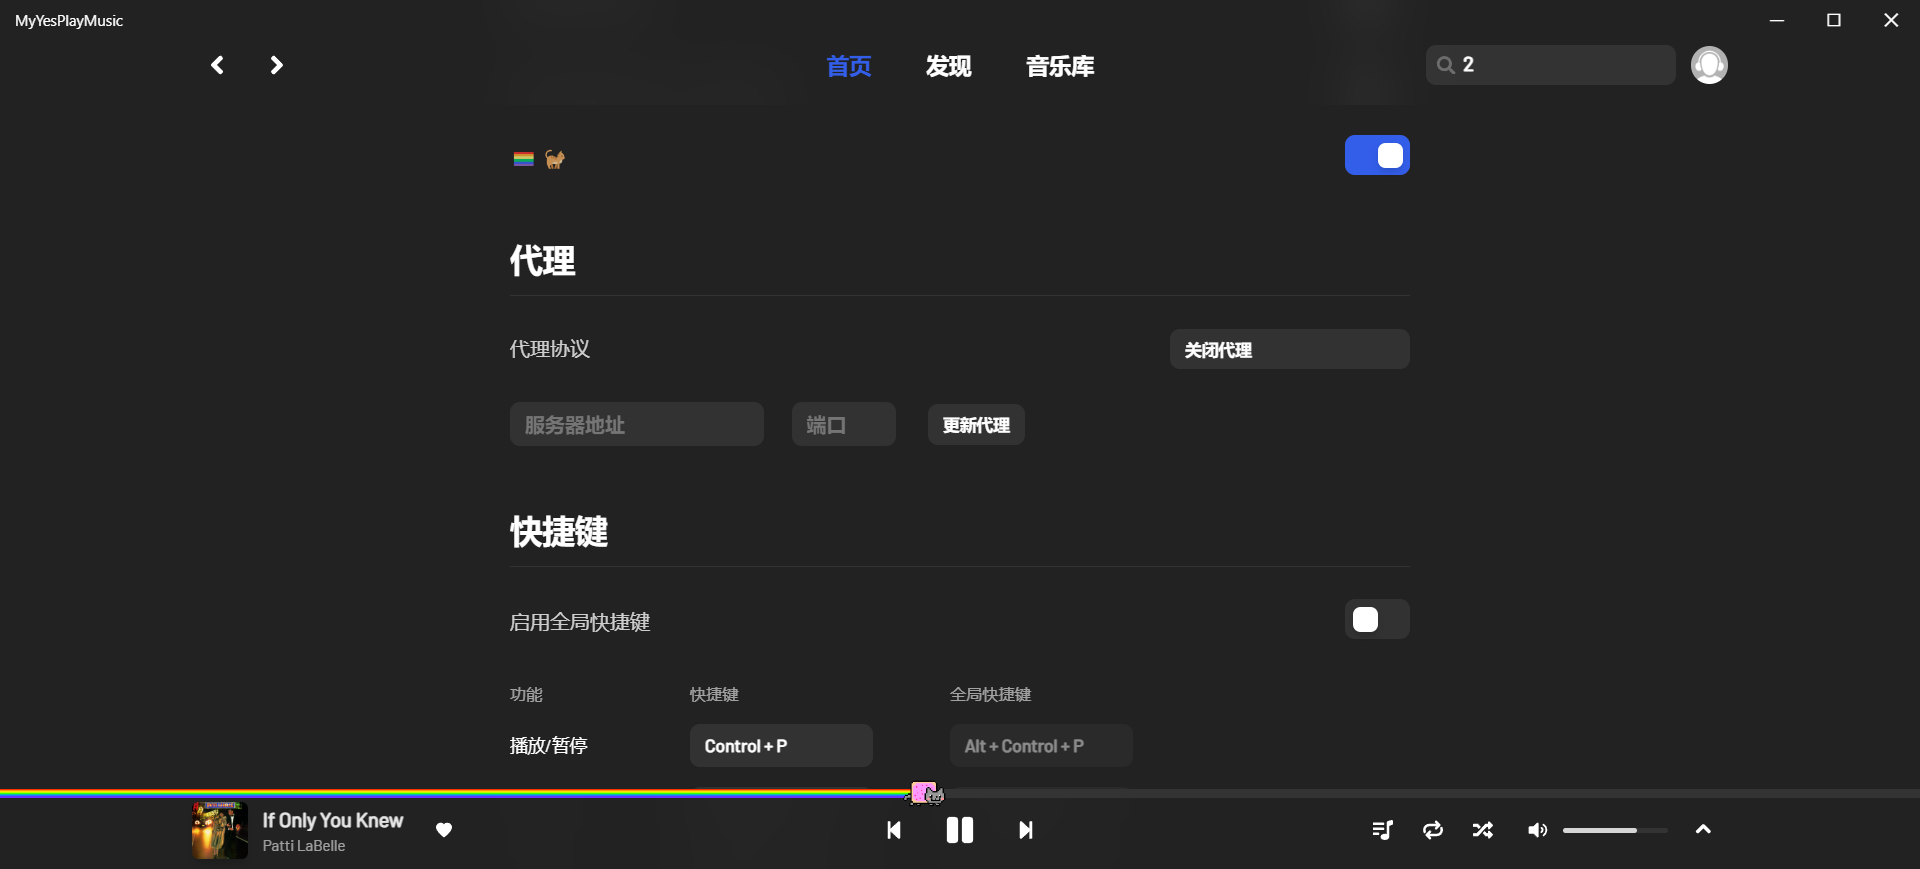 MyYesPlayMusic
首页 发现 音乐库
2
代理
代理协议 关闭代理
服务器地址 端口 更新代理
快捷键
启用全局快捷键
功能 快捷键 全局快捷键
播放/暂停 Control + P Alt + Control + P
If Only You Knew
Patti LaBelle